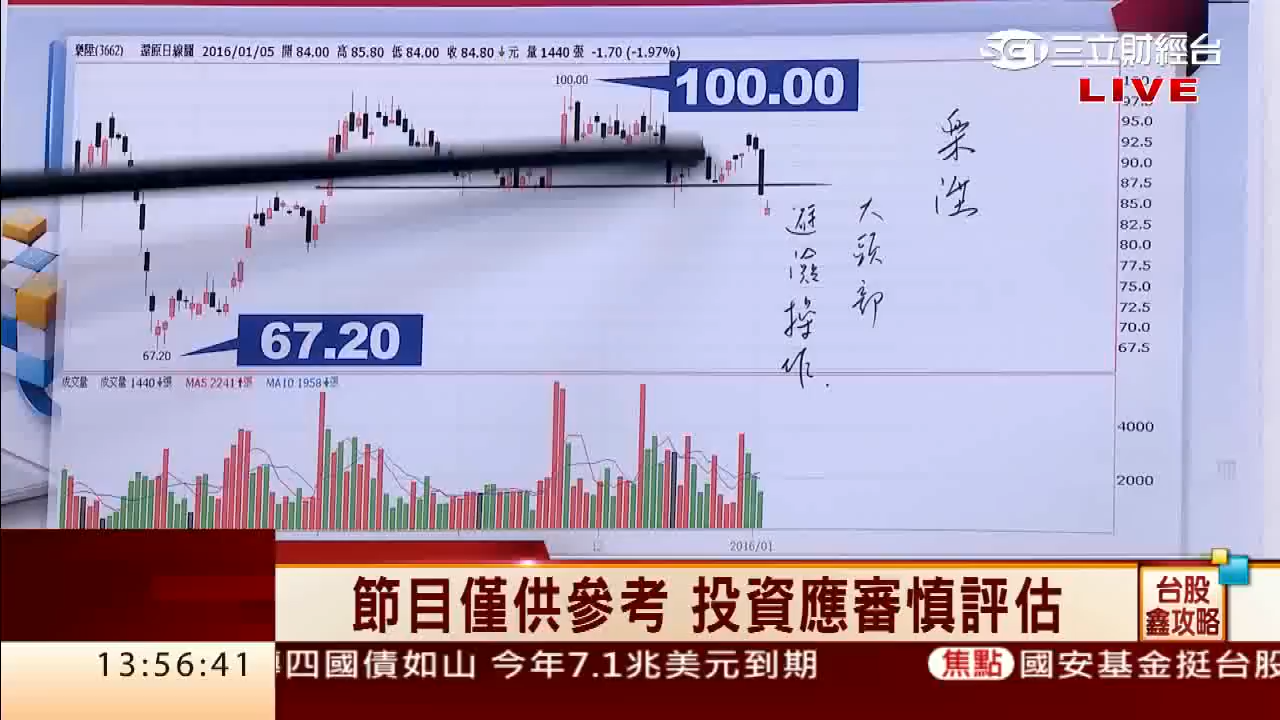 樂陞(3662) 還原日線圖 2016/01/05 開 84.00 高 85.80 低 84.00 收 84.80↓元 量 1440 張 -1.70 (-1.97%)
三立財經台
LIVE
100.00
100.00
100.0
97.5
95.0
92.5
90.0
87.5
85.0
82.5
80.0
77.5
75.0
72.5
70.0
67.5
樂陞
大頭部
避險操作.
67.20
67.20
成交量 成交量 1440↓張 MA5 2241↑張 MA10 1958↓張
4000
2000
12
2016/01
節目僅供參考 投資應審慎評估
台股
鑫攻略
13:56:41
四國債如山 今年7.1兆美元到期
焦點 國安基金挺台股